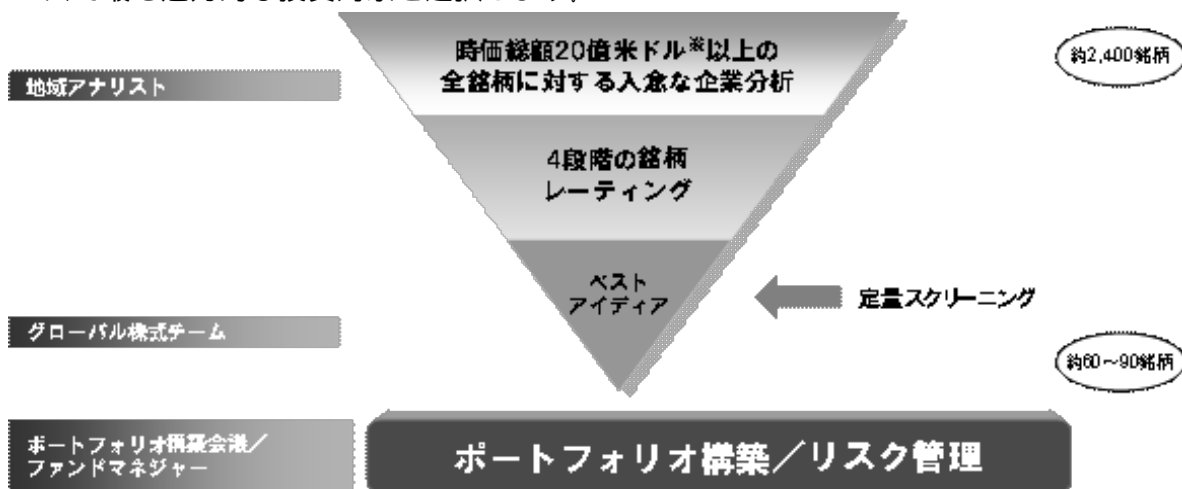 時価総額20億米ドル※以上の
全銘柄に対する入念な企業分析
約2,400銘柄
地域アナリスト
4段階の銘柄
レーティング
ベスト
アイディア
定量スクリーニング
グローバル株式チーム
約60～90銘柄
ポートフォリオ構築会議／
ファンドマネジャー
ポートフォリオ構築／リスク管理